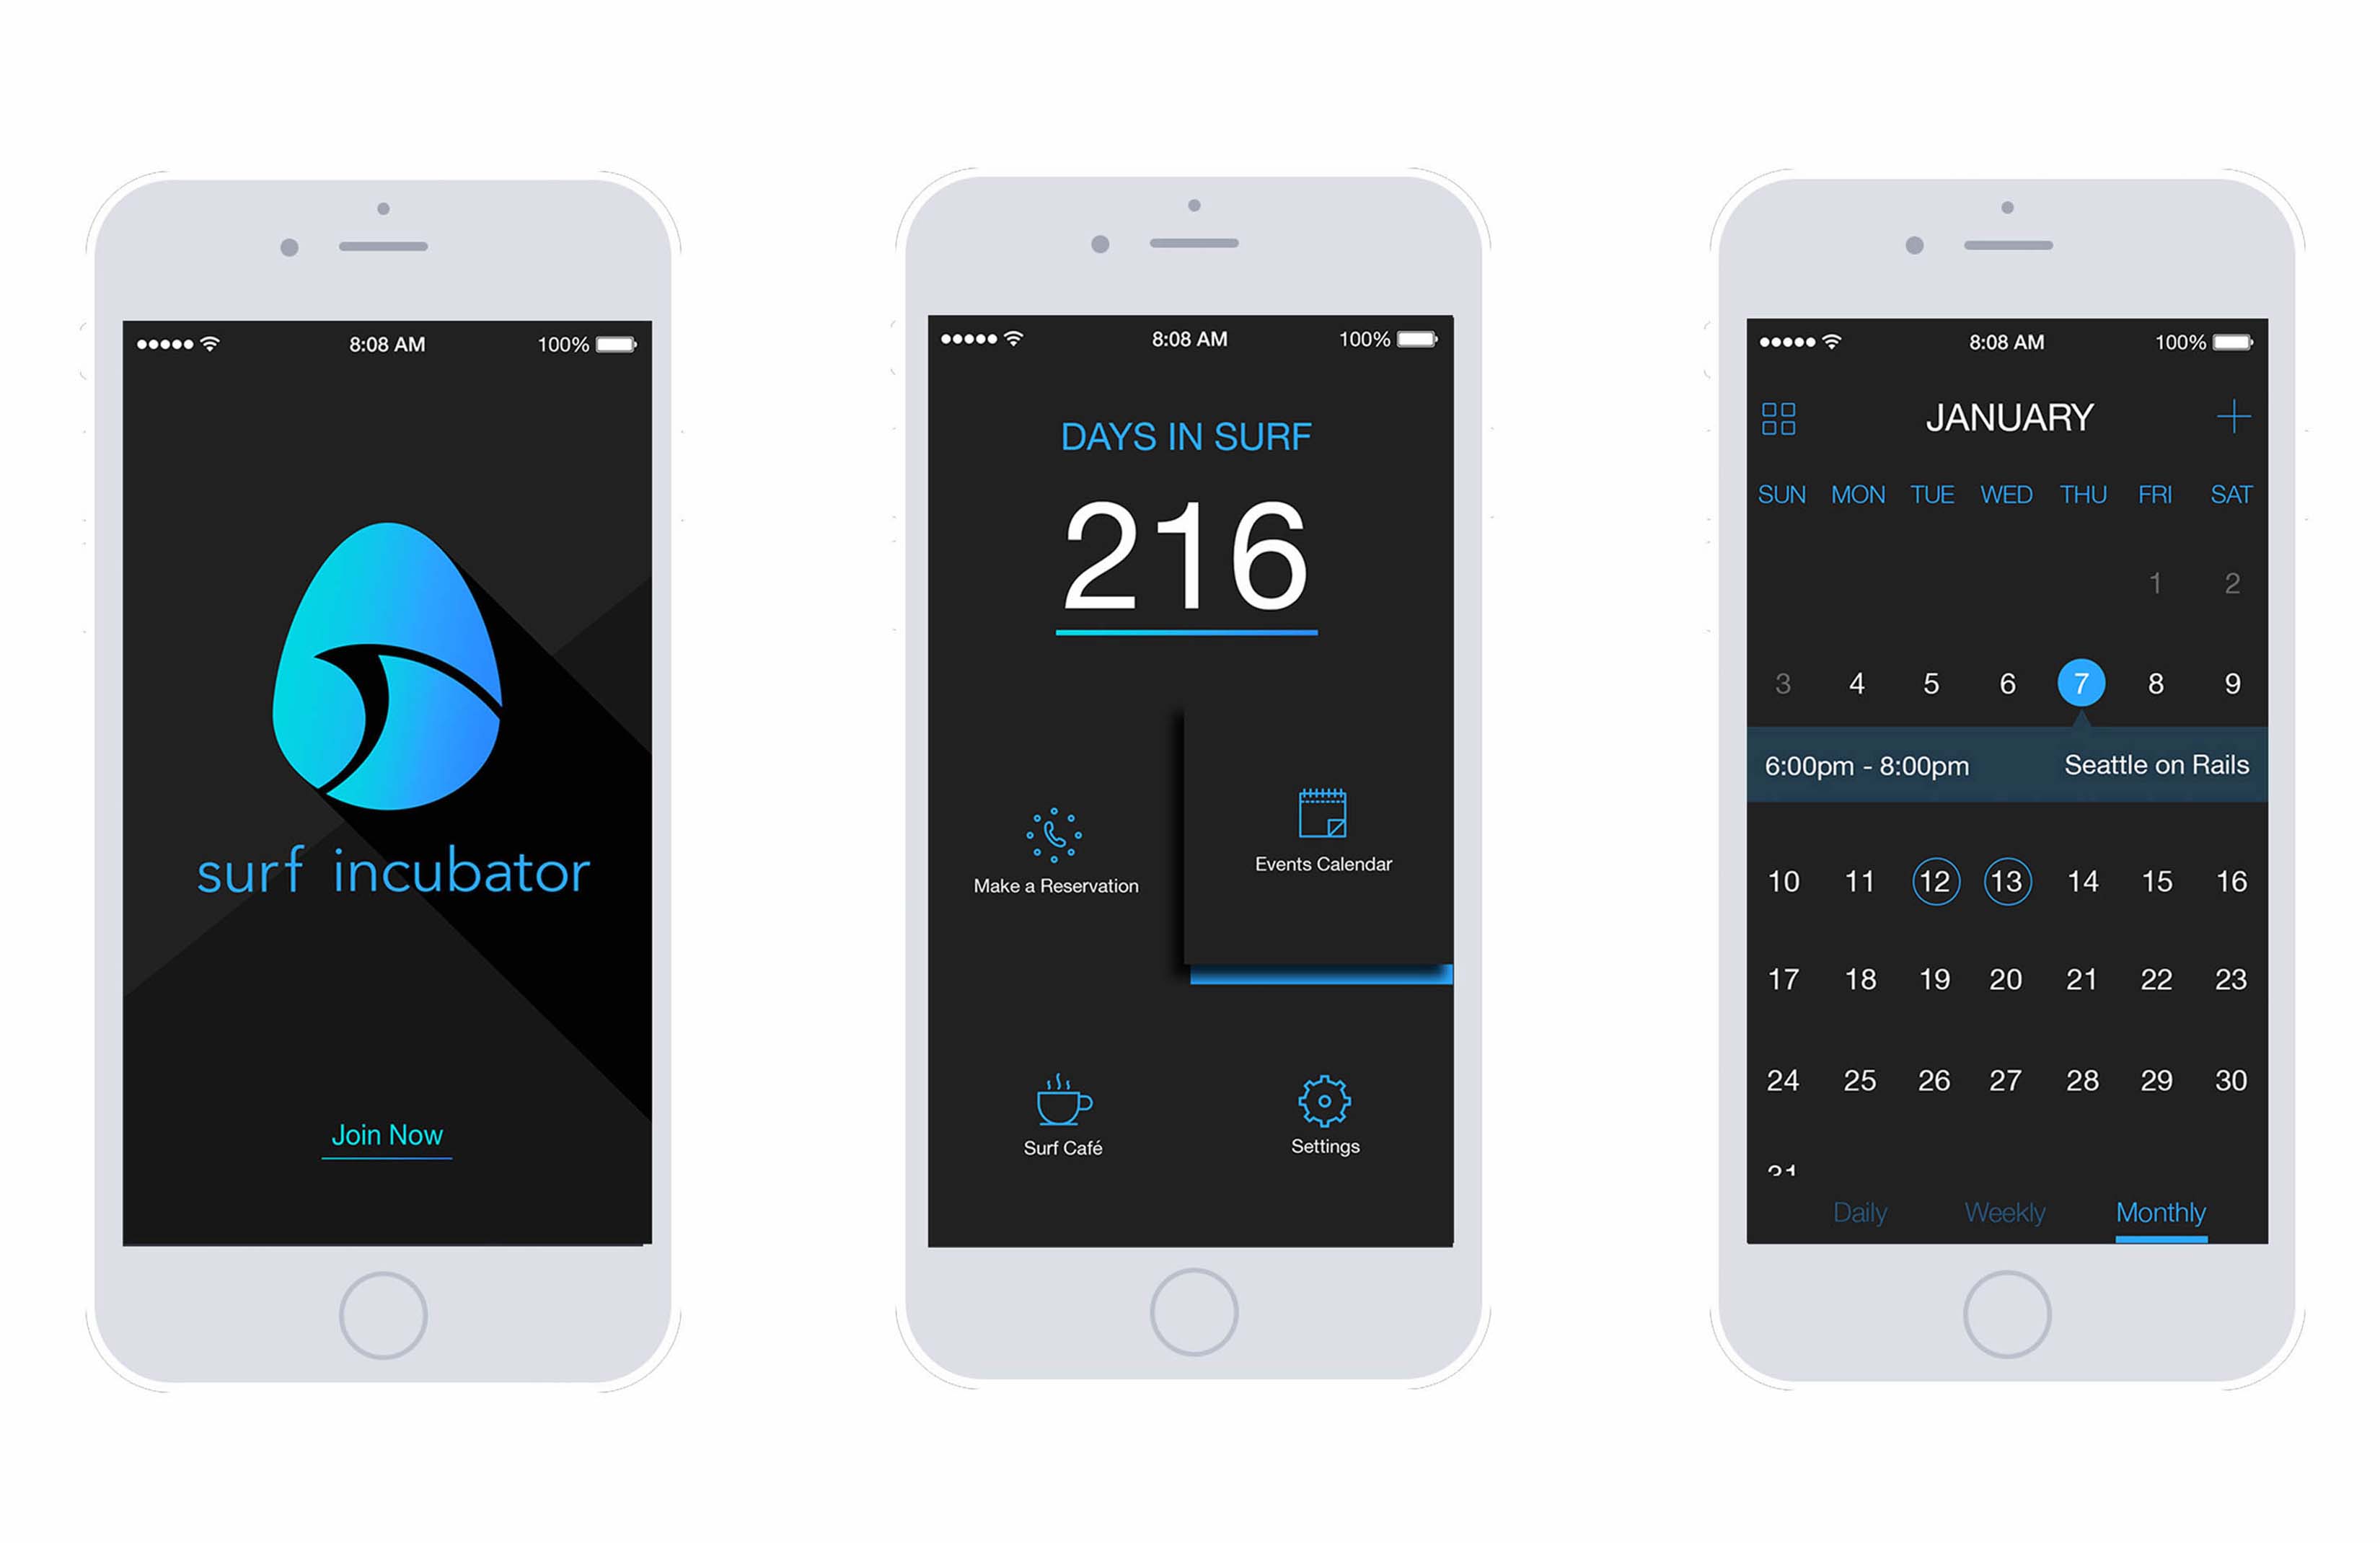 8:08 AM 100%
surf incubator
Join Now
8:08 AM 100%
DAYS IN SURF
216
Make a Reservation
Events Calendar
Surf Café
Settings
8:08 AM 100%
JANUARY
SUN MON TUE WED THU FRI SAT
1 2
3 4 5 6 7 8 9
6:00pm - 8:00pm Seattle on Rails
10 11 12 13 14 15 16
17 18 19 20 21 22 23
24 25 26 27 28 29 30
31
Daily Weekly Monthly